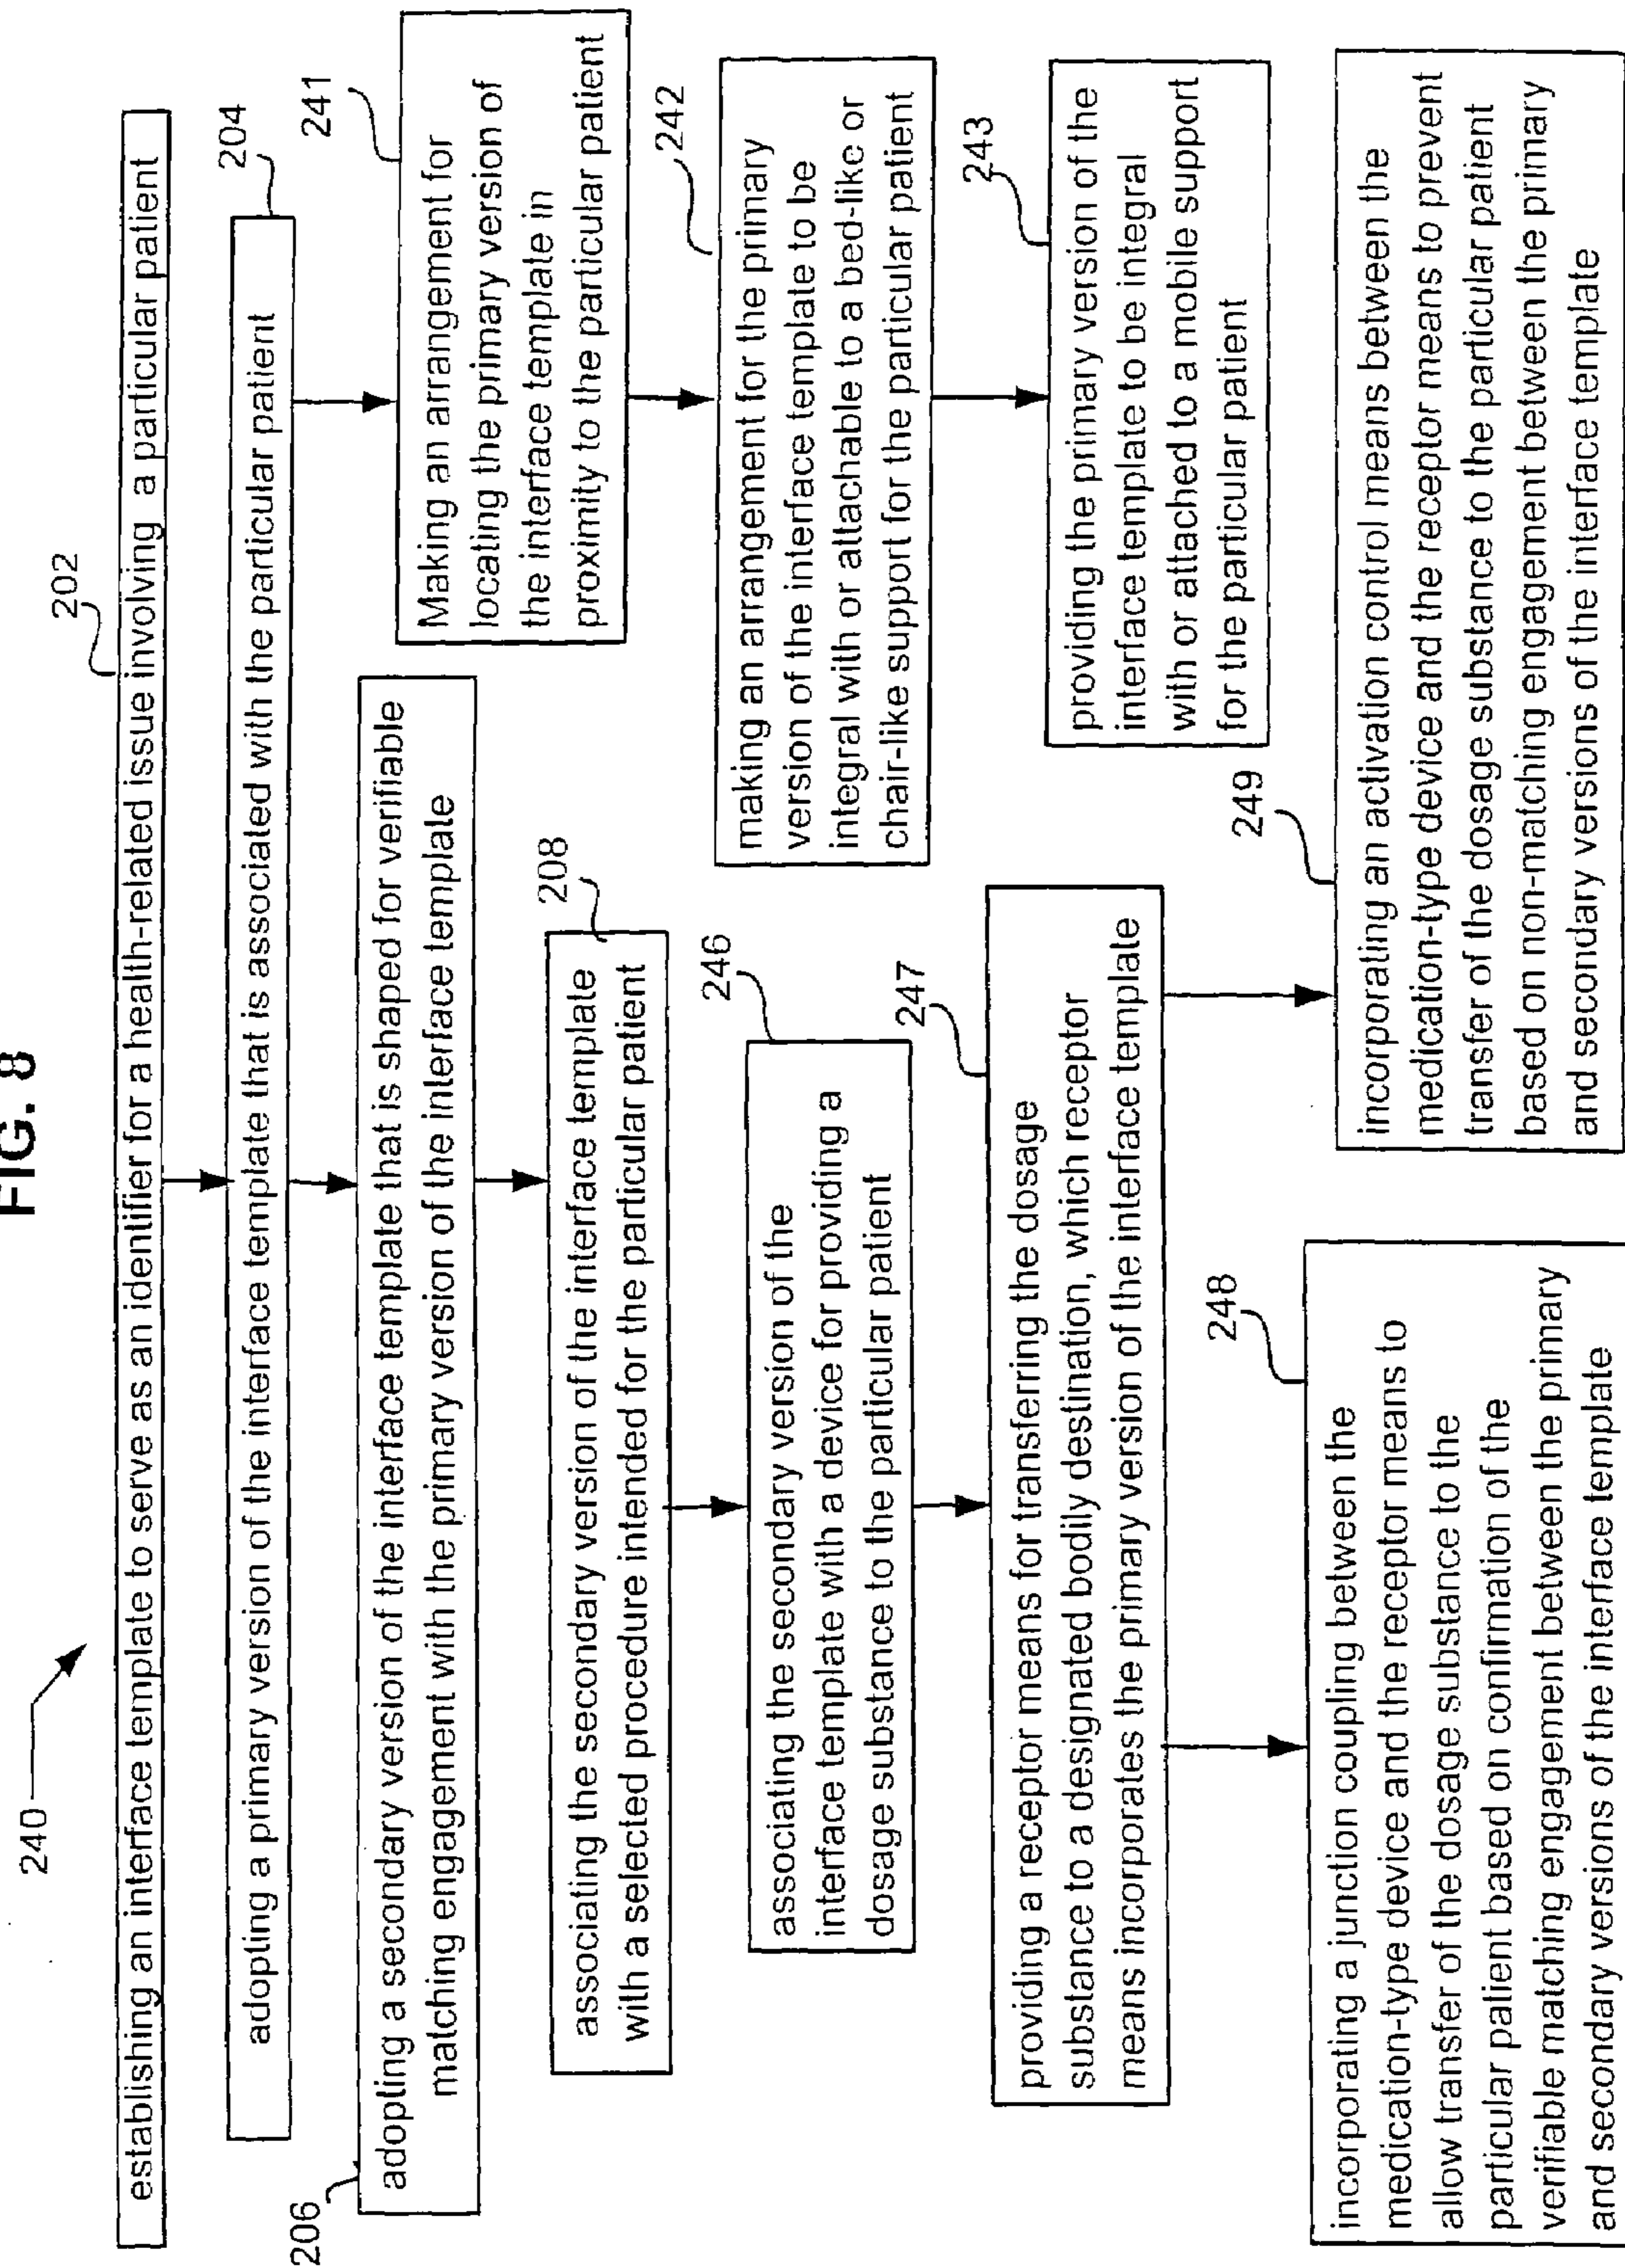 FIG. 8
240
202
establishing an interface template to serve as an identifier for a health-related issue involving a particular patient
204
adopting a primary version of the interface template that is associated with the particular patient
206
adopting a secondary version of the interface template that is shaped for verifiable
matching engagement with the primary version of the interface template
241
Making an arrangement for
locating the primary version of
the interface template in
proximity to the particular patient
208
associating the secondary version of the interface template
with a selected procedure intended for the particular patient
242
making an arrangement for the primary
version of the interface template to be
integral with or attachable to a bed-like or
chair-like support for the particular patient
246
associating the secondary version of the
interface template with a device for providing a
dosage substance to the particular patient
243
providing the primary version of the
interface template to be integral
with or attached to a mobile support
for the particular patient
247
providing a receptor means for transferring the dosage
substance to a designated bodily destination, which receptor
means incorporates the primary version of the interface template
248
incorporating a junction coupling between the
medication-type device and the receptor means to
allow transfer of the dosage substance to the
particular patient based on confirmation of the
verifiable matching engagement between the primary
and secondary versions of the interface template
249
incorporating an activation control means between the
medication-type device and the receptor means to prevent
transfer of the dosage substance to the particular patient
based on non-matching engagement between the primary
and secondary versions of the interface template